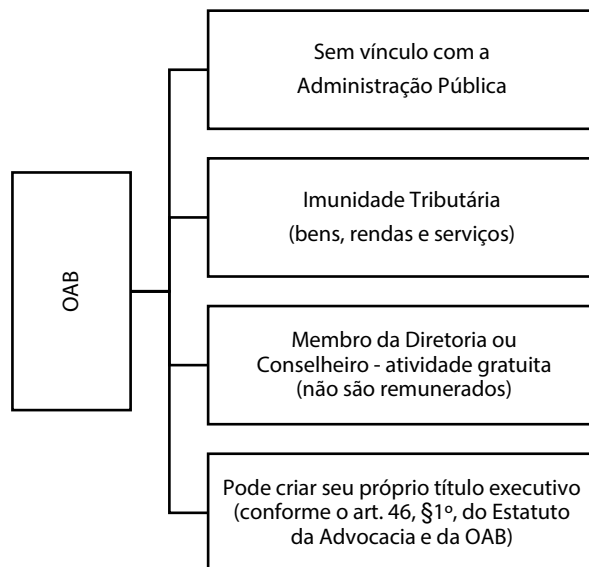 OAB
Sem vínculo com a
Administração Pública
Imunidade Tributária
(bens, rendas e serviços)
Membro da Diretoria ou
Conselheiro - atividade gratuita
(não são remunerados)
Pode criar seu próprio título executivo
(conforme o art. 46, §1º, do Estatuto
da Advocacia e da OAB)